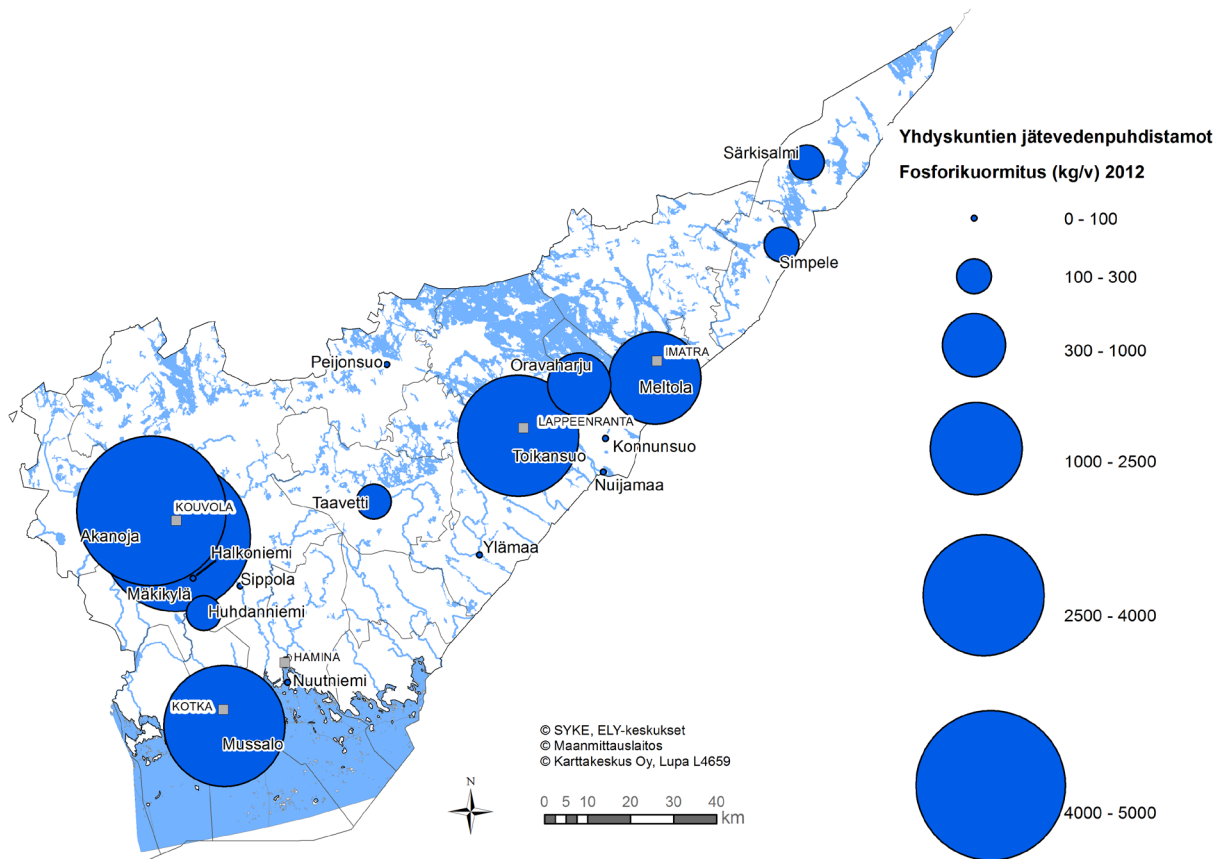 Yhdyskuntien jätevedenpuhdistamot
Fosforikuormitus (kg/v) 2012
0 - 100
100 - 300
300 - 1000
1000 - 2500
2500 - 4000
4000 - 5000
Särkisalmi
Simpele
Peijonsuo
Oravaharju
IMATRA
Meltola
LAPPEENRANTA
Toikansuo
Konnunsuo
Nuijamaa
Taavetti
KOUVOLA
Akanoja
Halkoniemi
Ylämaa
Mäkikylä
Sippola
Huhdanniemi
HAMINA
Nuutniemi
KOTKA
Mussalo
© SYKE, ELY-keskukset
© Maanmittauslaitos
© Karttakeskus Oy, Lupa L4659
N
0 5 10 20 30 40
km